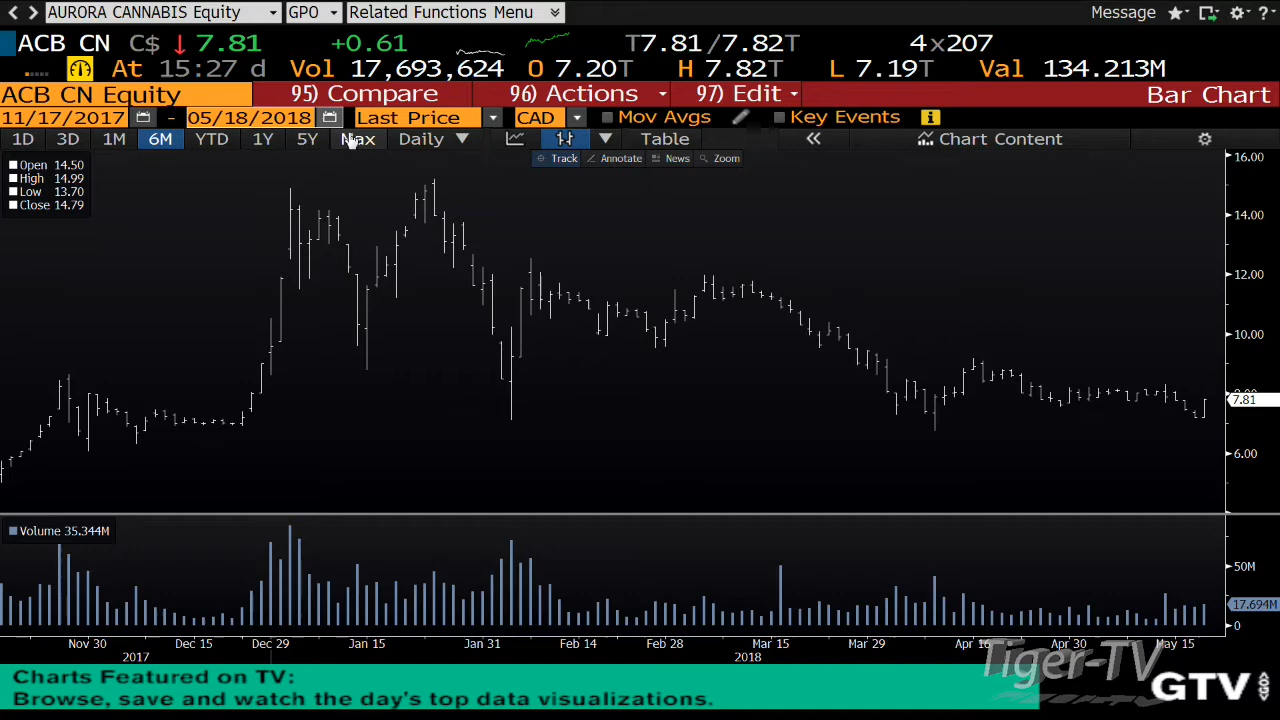 AURORA CANNABIS Equity GPO Related Functions Menu Message ?
ACB CN C$ 7.81 +0.61 T7.81/7.82T 4x207
At 15:27 d Vol 17,693,624 O 7.20T H 7.82T L 7.19T Val 134.213M
ACB CN Equity 95) Compare 96) Actions 97) Edit Bar Chart
11/17/2017 - 05/18/2018 Last Price CAD Mov Avgs Key Events i
1D 3D 1M 6M YTD 1Y 5Y Max Daily Table « Chart Content
Track Annotate News Zoom
Open 14.50
High 14.99
Low 13.70
Close 14.79
16.00
14.00
12.00
10.00
8.00
7.81
6.00
Volume 35.344M
50M
17.694M
0
Nov 30 Dec 15 Dec 29 Jan 15 Jan 31 Feb 14 Feb 28 Mar 15 Mar 29 Apr 16 Apr 30 May 15
2017 2018
Tiger-TV
Charts Featured on TV:
Browse, save and watch the day's top data visualizations.
GTV